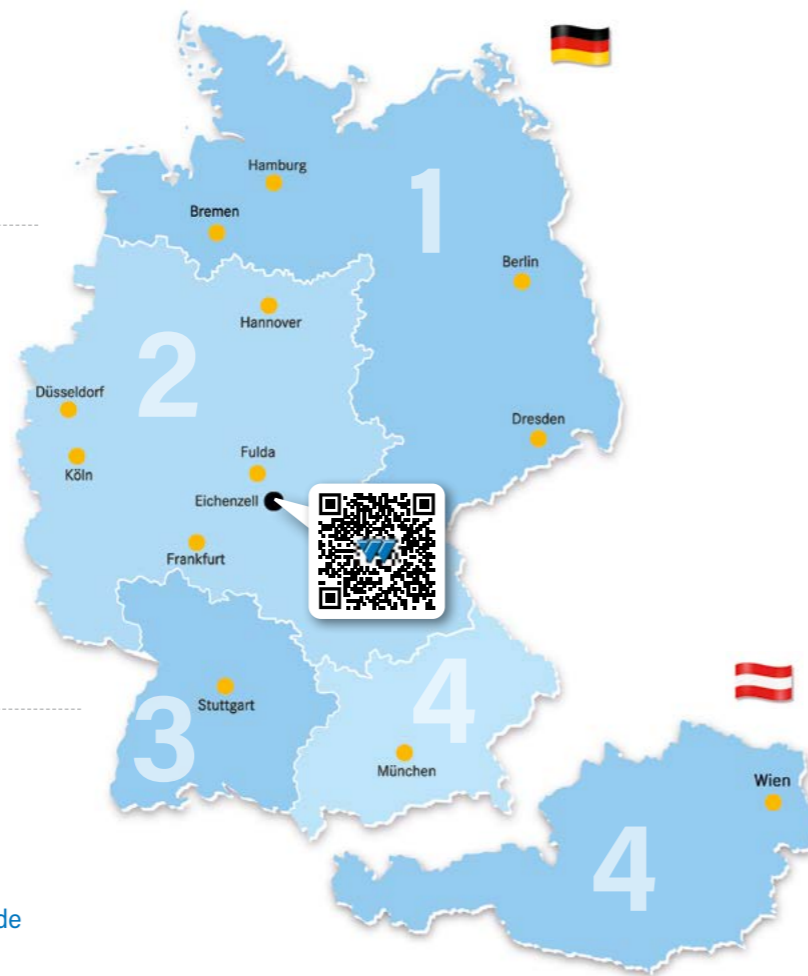 Hamburg
1
Bremen
Berlin
Hannover
2
Düsseldorf
Dresden
Fulda
Köln
Eichenzell
Frankfurt
4
3
Stuttgart
München
Wien
4
de